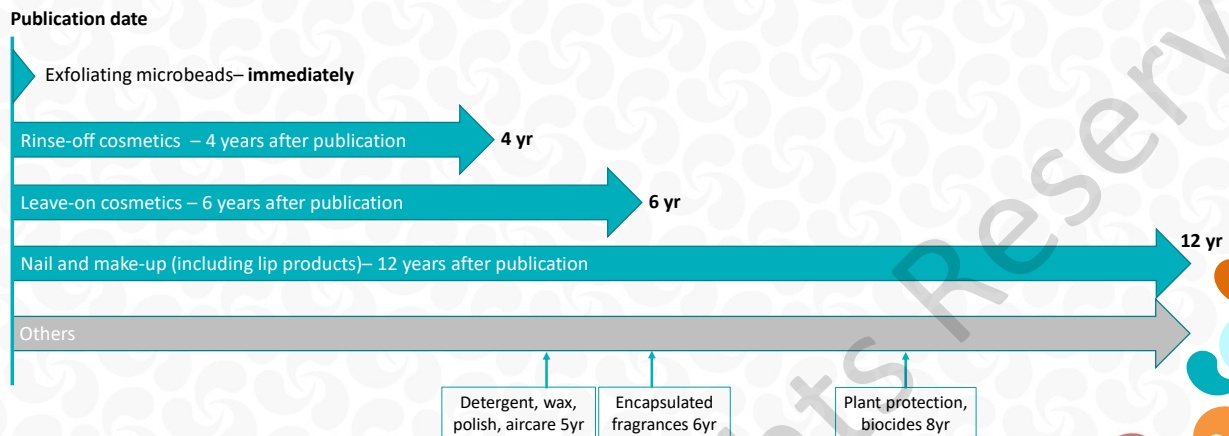 Publication date
Exfoliating microbeads– immediately
Rinse-off cosmetics – 4 years after publication
4 yr
Leave-on cosmetics – 6 years after publication
6 yr
12 yr
Nail and make-up (including lip products)– 12 years after publication
Others
Detergent, wax,
polish, aircare 5yr
Encapsulated
fragrances 6yr
Plant protection,
biocides 8yr